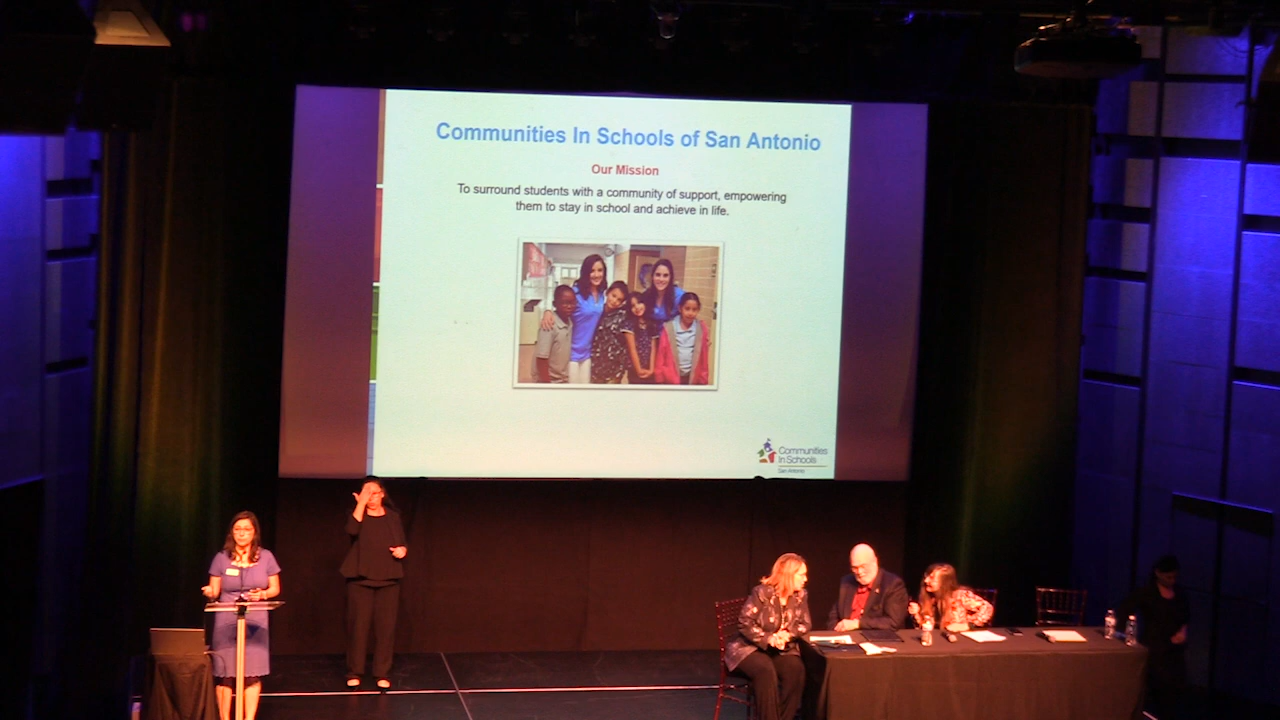 Communities In Schools of San Antonio
Our Mission
To surround students with a community of support, empowering
them to stay in school and achieve in life.
Communities
In Schools
San Antonio